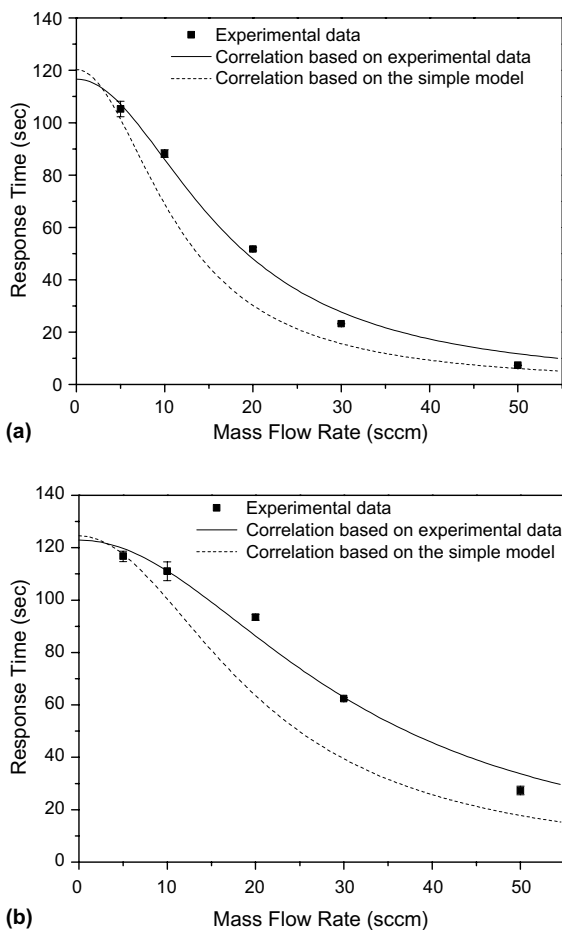 Experimental data
Correlation based on experimental data
Correlation based on the simple model
140
120
100
80
60
40
20
0
Response Time (sec)
0 10 20 30 40 50
Mass Flow Rate (sccm)
(a)
Experimental data
Correlation based on experimental data
Correlation based on the simple model
140
120
100
80
60
40
20
0
Response Time (sec)
0 10 20 30 40 50
Mass Flow Rate (sccm)
(b)